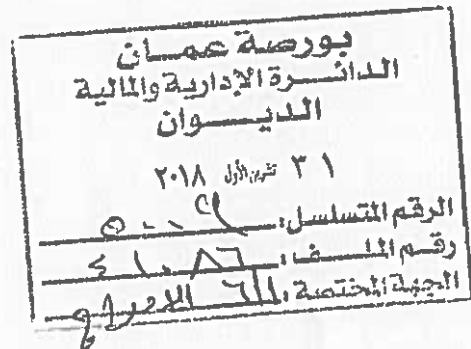 بورصة عمان
الدائرة الإدارية والمالية
الديوان
٣١ تشرين الأول ٢٠١٨
الرقم المتسلسل:
رقم الملف:
الجهة المختصة: